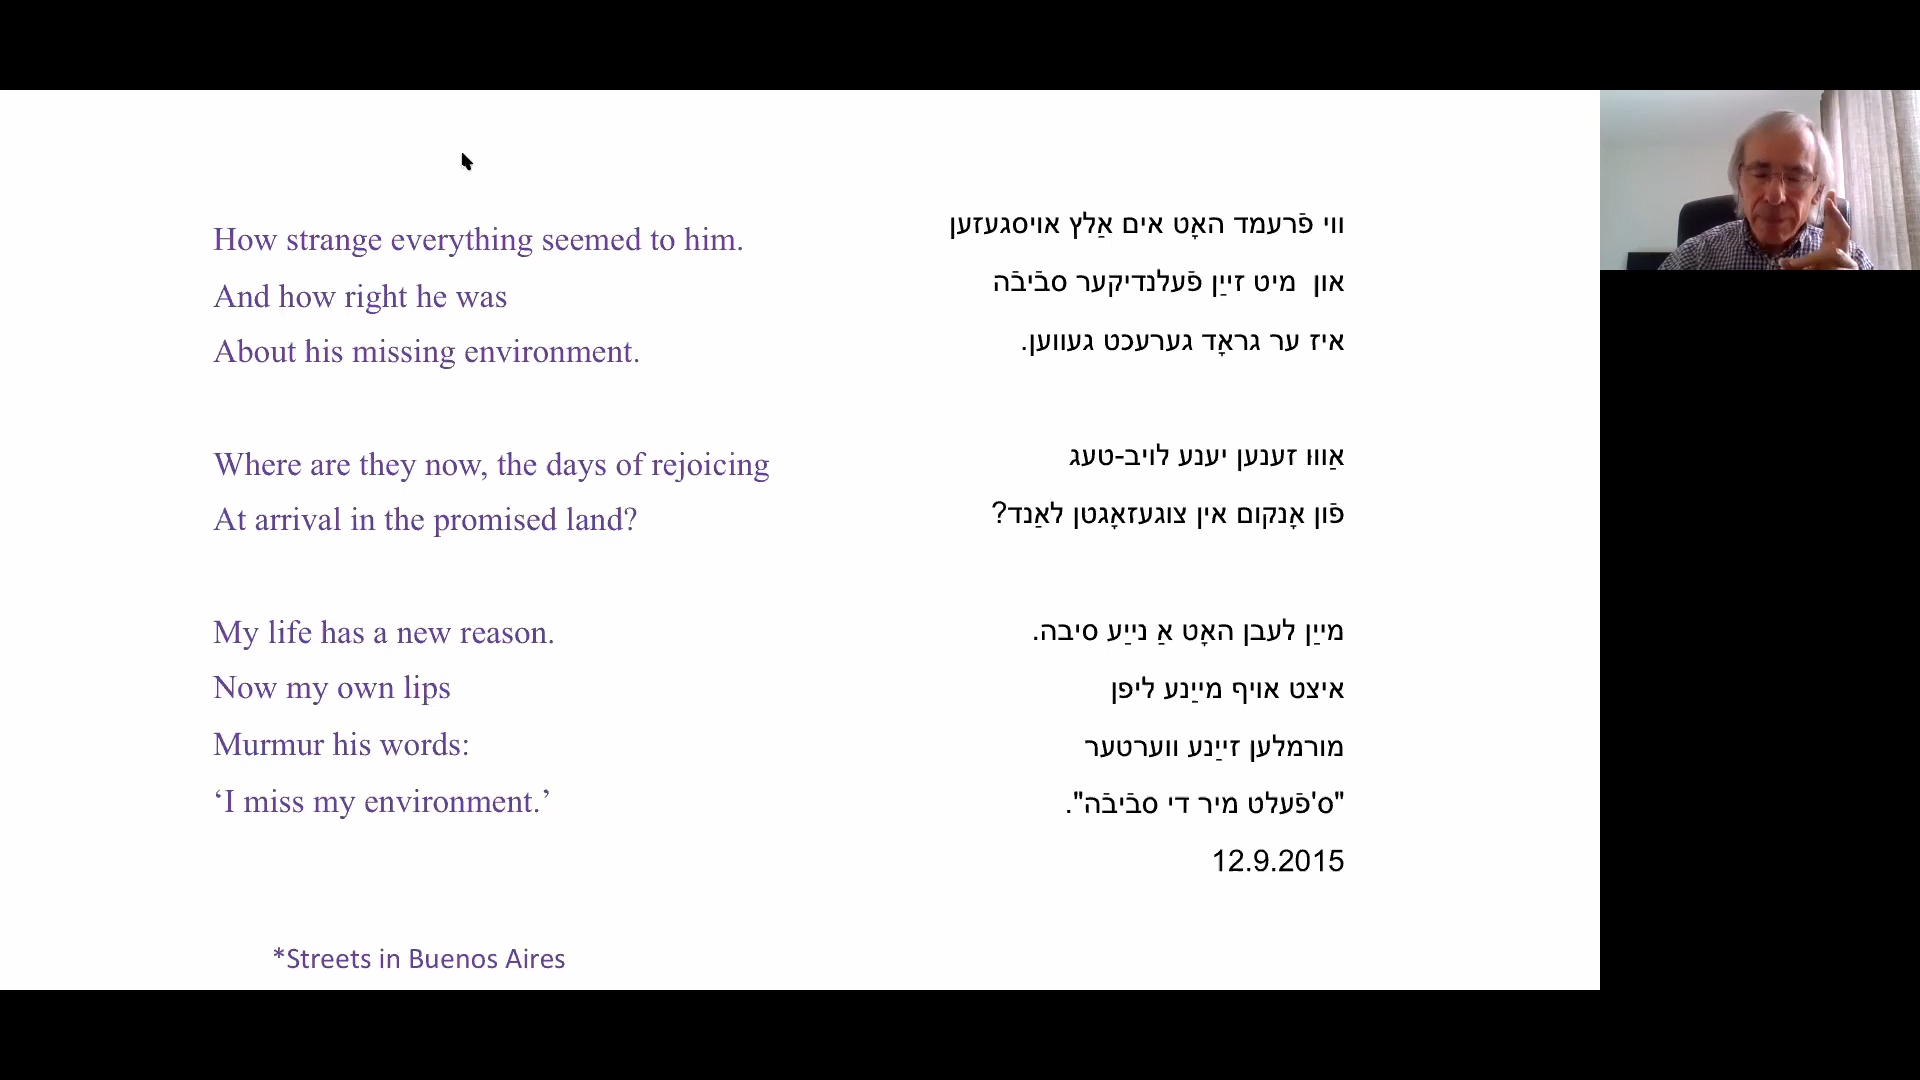 How strange everything seemed to him.
And how right he was
About his missing environment.
Where are they now, the days of rejoicing
At arrival in the promised land?
My life has a new reason.
Now my own lips
Murmur his words:
‘I miss my environment.’
*Streets in Buenos Aires
ווי פֿרעמד האָט אים אַלץ אויסגעזען
און מיט זײַן פֿעלנדיקער סבֿיבֿה
איז ער גראָד גערעכט געווען.
אַוווּ זענען יענע לויב-טעג
פֿון אָנקום אין צוגעזאָגטן לאַנד?
מײַן לעבן האָט אַ נײַע סיבה.
איצט אויף מײַנע ליפן
מורמלען זײַנע ווערטער
"ס'פֿעלט מיר די סבֿיבֿה".
12.9.2015